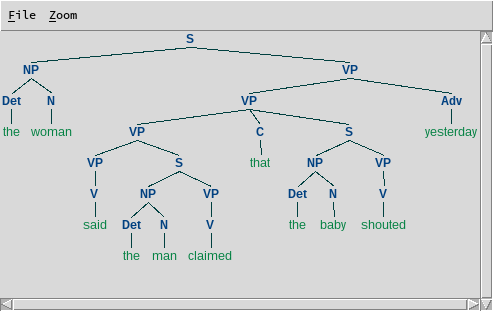 File Zoom
S
NP VP
Det N VP Adv
the woman VP C S yesterday
VP S that NP VP
V NP VP Det N V
said Det N V the baby shouted
the man claimed